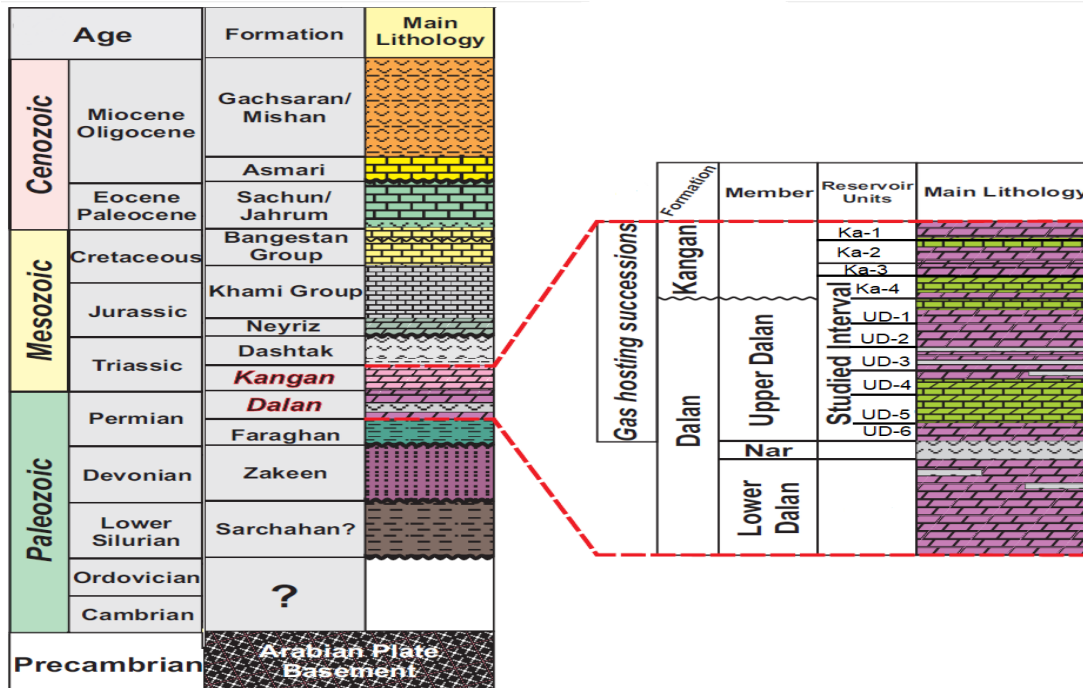 Age
Formation
Main
Lithology
Cenozoic
Miocene
Oligocene
Gachsaran/
Mishan
Asmari
Eocene
Paleocene
Sachun/
Jahrum
Mesozoic
Cretaceous
Bangestan
Group
Jurassic
Khami Group
Neyriz
Triassic
Dashtak
Kangan
Paleozoic
Permian
Dalan
Faraghan
Devonian
Zakeen
Lower
Silurian
Sarchahan?
Ordovician
?
Cambrian
Precambrian
Arabian Plate
Basement
Formation
Member
Reservoir
Units
Main Lithology
Gas hosting successions
Kangan
Ka-1
Ka-2
Ka-3
Ka-4
Studied Interval
Dalan
Upper Dalan
UD-1
UD-2
UD-3
UD-4
UD-5
UD-6
Nar
Lower
Dalan